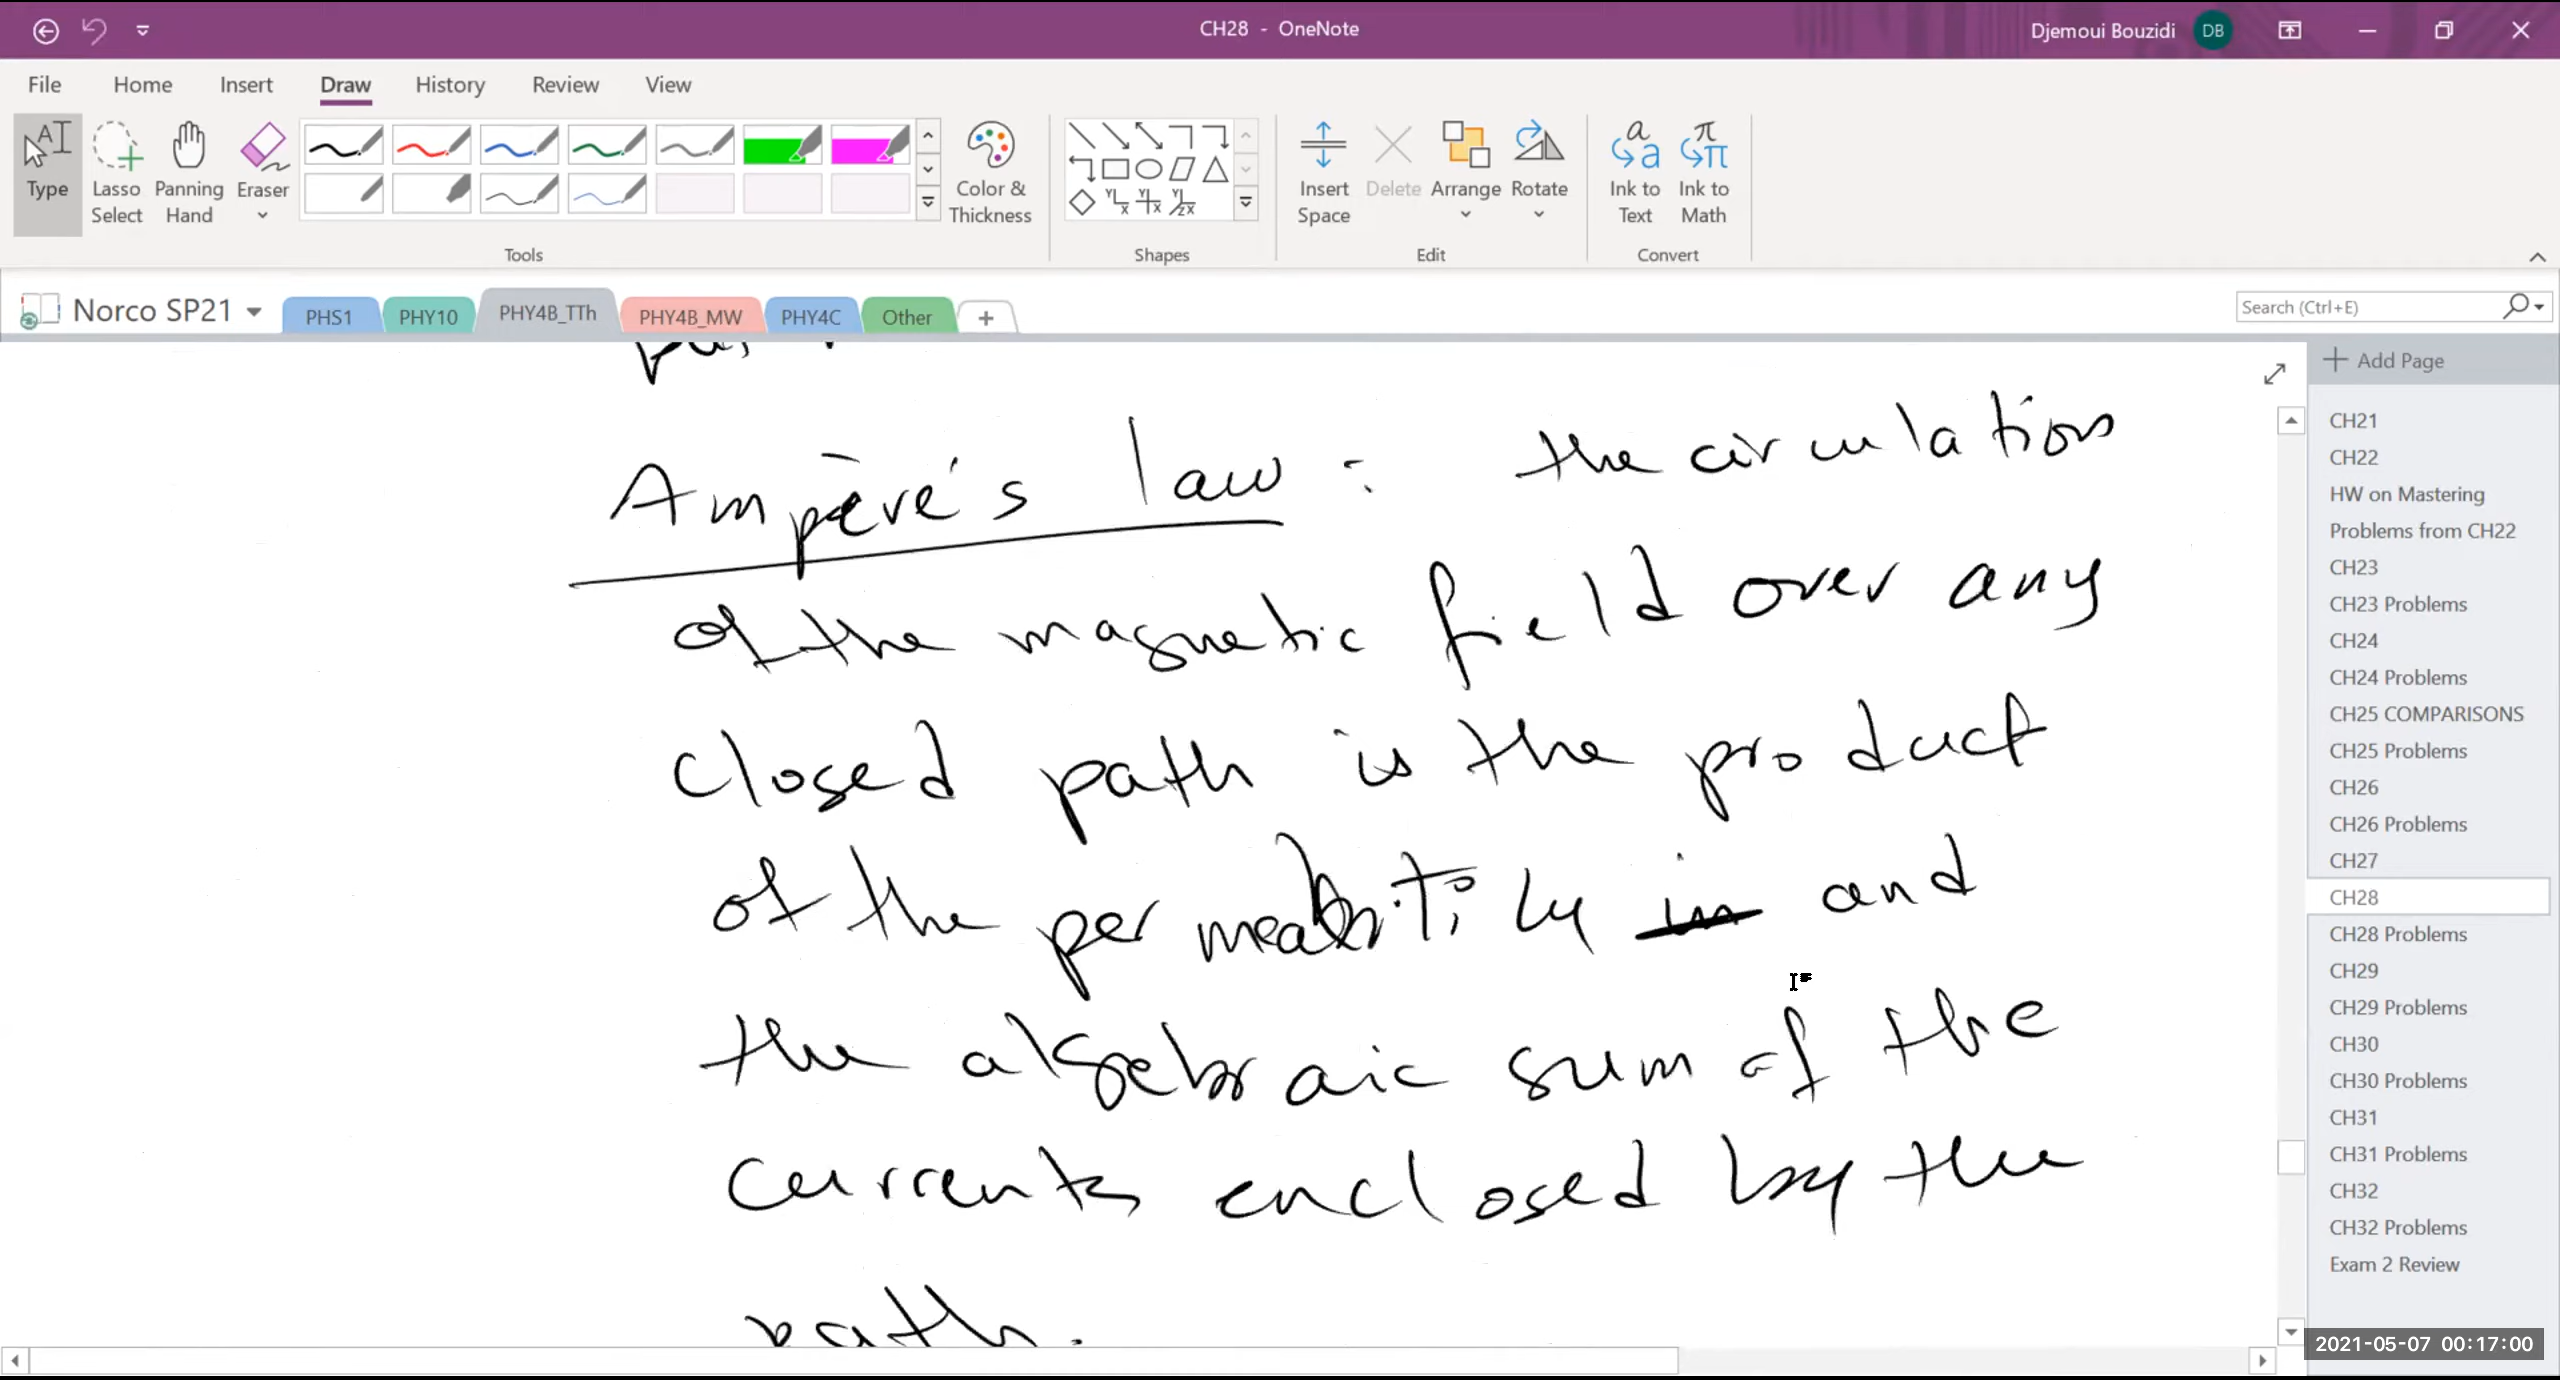 CH28 - OneNote
Djemoui Bouzidi DB
File Home Insert Draw History Review View
Type
Lasso Select
Panning Hand
Eraser
Color & Thickness
Insert Space
Delete
Arrange
Rotate
Ink to Text
Ink to Math
Tools Shapes Edit Convert
Norco SP21 PHS1 PHY10 PHY4B_TTh PHY4B_MW PHY4C Other +
Search (Ctrl+E)
Ampère's law : the circulation
of the magnetic field over any
closed path is the product
of the and
the algebraic sum of the
currents enclosed by the
path.
Add Page
CH21
CH22
HW on Mastering
Problems from CH22
CH23
CH23 Problems
CH24
CH24 Problems
CH25 COMPARISONS
CH25 Problems
CH26
CH26 Problems
CH27
CH28
CH28 Problems
CH29
CH29 Problems
CH30
CH30 Problems
CH31
CH31 Problems
CH32
CH32 Problems
Exam 2 Review
2021-05-07 00:17:00